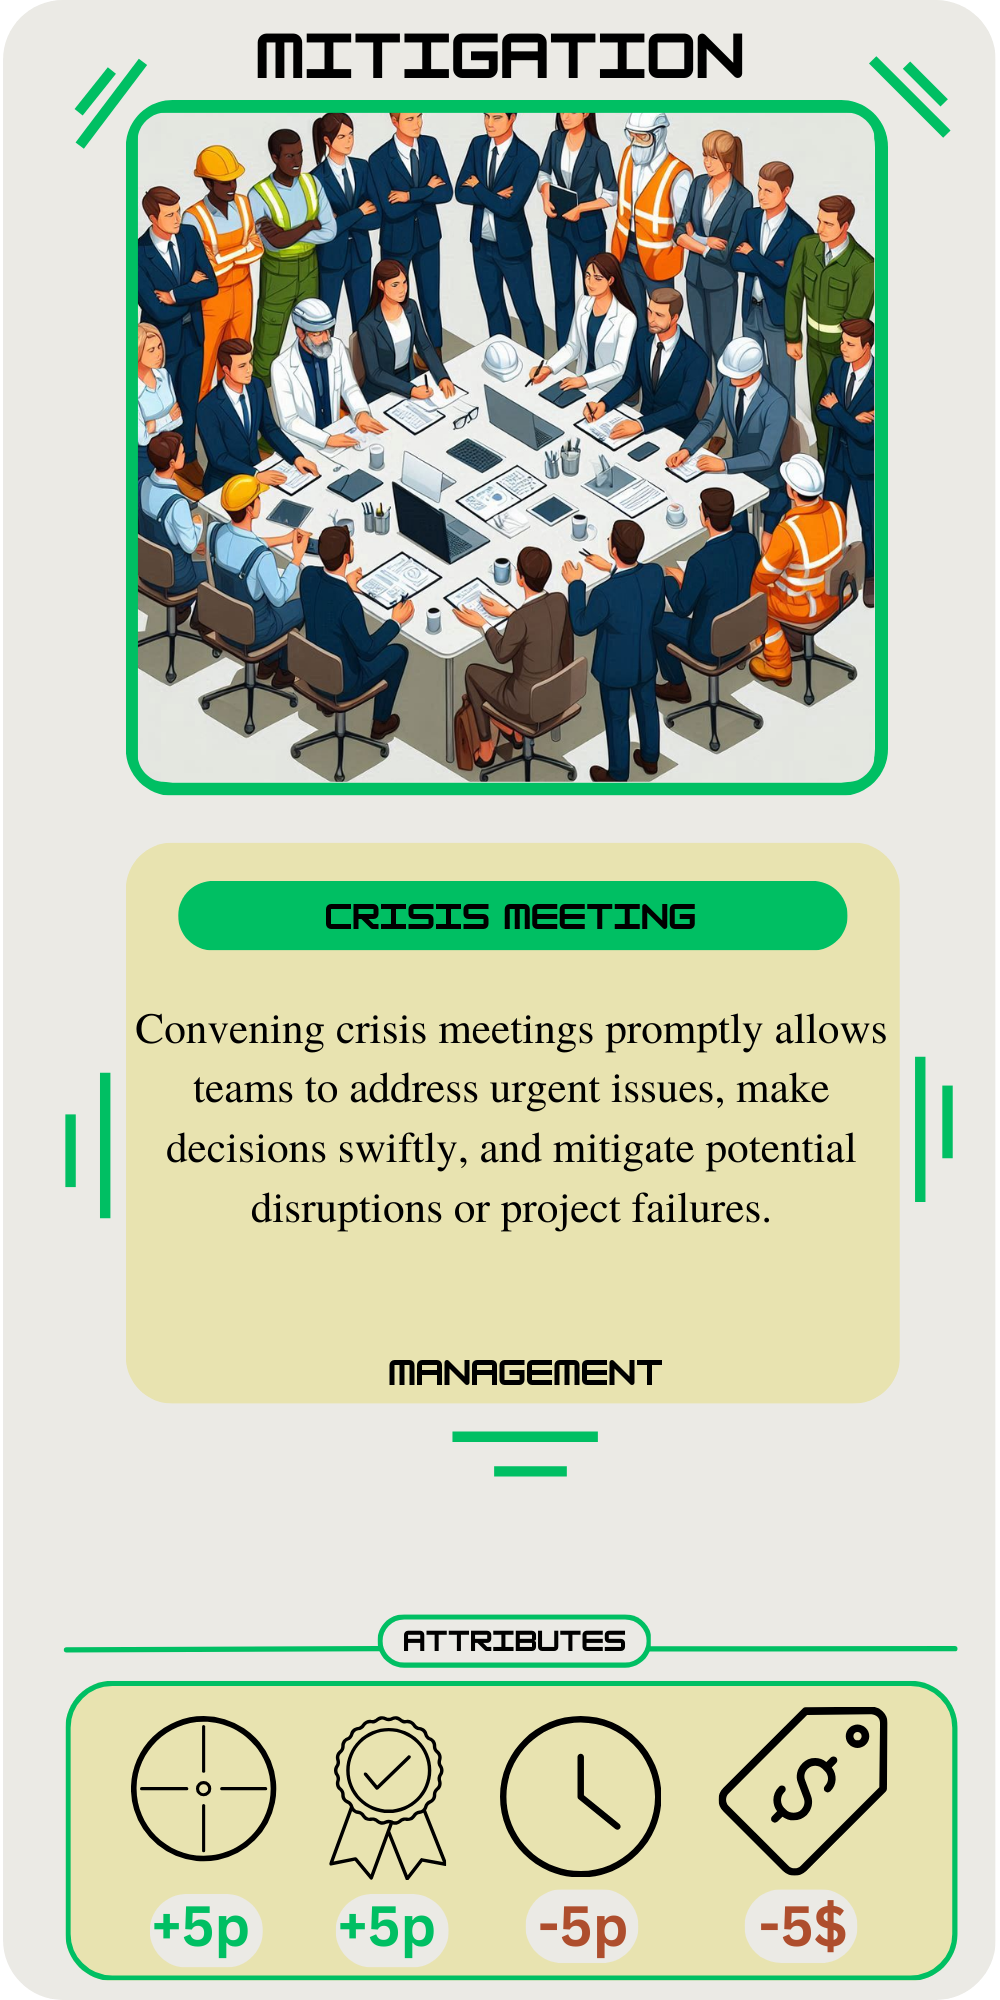 MITIGATION
CRISIS MEETING
Convening crisis meetings promptly allows
teams to address urgent issues, make
decisions swiftly, and mitigate potential
disruptions or project failures.
MANAGEMENT
ATTRIBUTES
$
+5p +5p -5p -5$